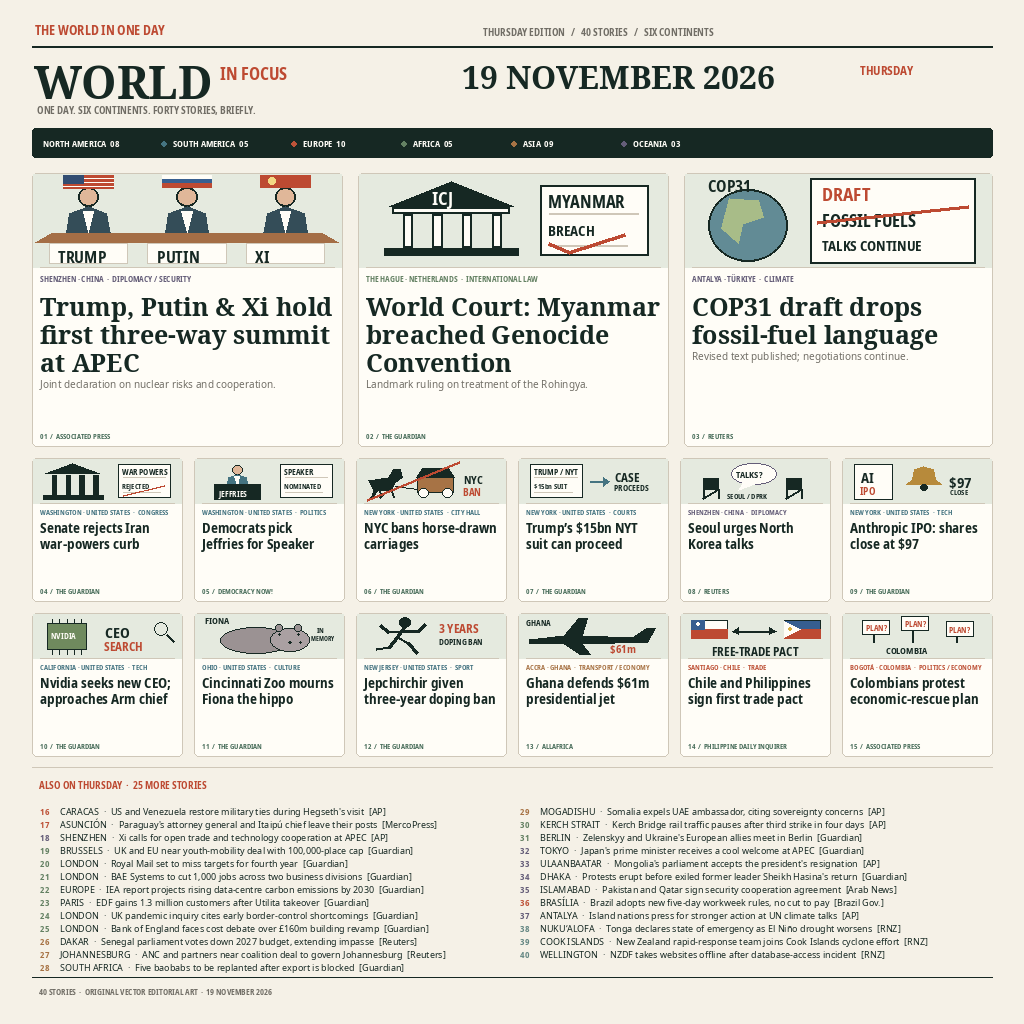 THE WORLD IN ONE DAY
THURSDAY EDITION / 40 STORIES / SIX CONTINENTS
WORLD IN FOCUS
19 NOVEMBER 2026
THURSDAY
ONE DAY. SIX CONTINENTS. FORTY STORIES, BRIEFLY.
NORTH AMERICA 08 ◆ SOUTH AMERICA 05 ◆ EUROPE 10 ◆ AFRICA 05 ◆ ASIA 09 ◆ OCEANIA 03
TRUMP PUTIN XI
SHENZHEN · CHINA · DIPLOMACY / SECURITY
Trump, Putin & Xi hold
first three-way summit
at APEC
Joint declaration on nuclear risks and cooperation.
01 / ASSOCIATED PRESS
ICJ
MYANMAR
BREACH
THE HAGUE · NETHERLANDS · INTERNATIONAL LAW
World Court: Myanmar
breached Genocide
Convention
Landmark ruling on treatment of the Rohingya.
02 / THE GUARDIAN
COP31
DRAFT
FOSSIL FUELS
TALKS CONTINUE
ANTALYA · TÜRKIYE · CLIMATE
COP31 draft drops
fossil-fuel language
Revised text published; negotiations continue.
03 / REUTERS
WAR POWERS
REJECTED
WASHINGTON · UNITED STATES · CONGRESS
Senate rejects Iran
war-powers curb
04 / THE GUARDIAN
JEFFRIES
SPEAKER
NOMINATED
WASHINGTON · UNITED STATES · POLITICS
Democrats pick
Jeffries for Speaker
05 / DEMOCRACY NOW!
NYC
BAN
NEW YORK · UNITED STATES · CITY HALL
NYC bans horse-drawn
carriages
06 / THE GUARDIAN
TRUMP / NYT
$15bn SUIT
CASE
PROCEEDS
NEW YORK · UNITED STATES · COURTS
Trump's $15bn NYT
suit can proceed
07 / THE GUARDIAN
TALKS?
SEOUL / DPRK
SHENZHEN · CHINA · DIPLOMACY
Seoul urges North
Korea talks
08 / REUTERS
AI
IPO
$97
CLOSE
NEW YORK · UNITED STATES · TECH
Anthropic IPO: shares
close at $97
09 / THE GUARDIAN
NVIDIA
CEO
SEARCH
CALIFORNIA · UNITED STATES · TECH
Nvidia seeks new CEO;
approaches Arm chief
10 / THE GUARDIAN
FIONA
IN
MEMORY
OHIO · UNITED STATES · CULTURE
Cincinnati Zoo mourns
Fiona the hippo
11 / THE GUARDIAN
3 YEARS
DOPING BAN
NEW JERSEY · UNITED STATES · SPORT
Jepchirchir given
three-year doping ban
12 / THE GUARDIAN
GHANA
$61m
ACCRA · GHANA · TRANSPORT / ECONOMY
Ghana defends $61m
presidential jet
13 / ALLAFRICA
FREE-TRADE PACT
SANTIAGO · CHILE · TRADE
Chile and Philippines
sign first trade pact
14 / PHILIPPINE DAILY INQUIRER
PLAN? PLAN? PLAN?
COLOMBIA
BOGOTÁ · COLOMBIA · POLITICS / ECONOMY
Colombians protest
economic-rescue plan
15 / ASSOCIATED PRESS
ALSO ON THURSDAY · 25 MORE STORIES
16 CARACAS · US and Venezuela restore military ties during Hegseth's visit [AP]
17 ASUNCIÓN · Paraguay's attorney general and Itaipú chief leave their posts [MercoPress]
18 SHENZHEN · Xi calls for open trade and technology cooperation at APEC [AP]
19 BRUSSELS · UK and EU near youth-mobility deal with 100,000-place cap [Guardian]
20 LONDON · Royal Mail set to miss targets for fourth year [Guardian]
21 LONDON · BAE Systems to cut 1,000 jobs across two business divisions [Guardian]
22 EUROPE · IEA report projects rising data-centre carbon emissions by 2030 [Guardian]
23 PARIS · EDF gains 1.3 million customers after Utilita takeover [Guardian]
24 LONDON · UK pandemic inquiry cites early border-control shortcomings [Guardian]
25 LONDON · Bank of England faces cost debate over £160m building revamp [Guardian]
26 DAKAR · Senegal parliament votes down 2027 budget, extending impasse [Reuters]
27 JOHANNESBURG · ANC and partners near coalition deal to govern Johannesburg [Reuters]
28 SOUTH AFRICA · Five baobabs to be replanted after export is blocked [Guardian]
29 MOGADISHU · Somalia expels UAE ambassador, citing sovereignty concerns [AP]
30 KERCH STRAIT · Kerch Bridge rail traffic pauses after third strike in four days [AP]
31 BERLIN · Zelenskyy and Ukraine's European allies meet in Berlin [Guardian]
32 TOKYO · Japan's prime minister receives a cool welcome at APEC [Guardian]
33 ULAANBAATAR · Mongolia's parliament accepts the president's resignation [AP]
34 DHAKA · Protests erupt before exiled former leader Sheikh Hasina's return [Guardian]
35 ISLAMABAD · Pakistan and Qatar sign security cooperation agreement [Arab News]
36 BRASÍLIA · Brazil adopts new five-day workweek rules, no cut to pay [Brazil Gov.]
37 ANTALYA · Island nations press for stronger action at UN climate talks [AP]
38 NUKU'ALOFA · Tonga declares state of emergency as El Niño drought worsens [RNZ]
39 COOK ISLANDS · New Zealand rapid-response team joins Cook Islands cyclone effort [RNZ]
40 WELLINGTON · NZDF takes websites offline after database-access incident [RNZ]
40 STORIES · ORIGINAL VECTOR EDITORIAL ART · 19 NOVEMBER 2026